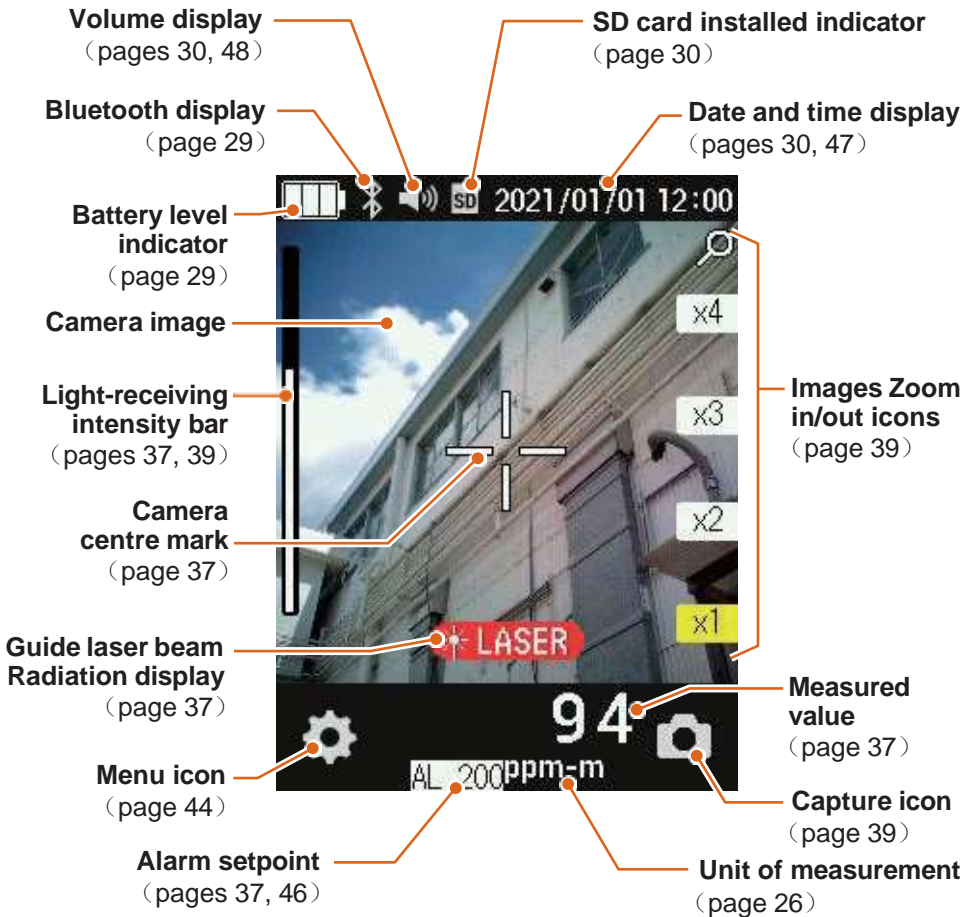 Volume display
（pages 30, 48）
SD card installed indicator
（page 30）
Bluetooth display
（page 29）
Date and time display
（pages 30, 47）
SD 2021/01/01 12:00
Battery level
indicator
（page 29）
Camera image
x4
Light-receiving
intensity bar
（pages 37, 39）
x3
Images Zoom
in/out icons
（page 39）
Camera
centre mark
（page 37）
x2
x1
LASER
Guide laser beam
Radiation display
（page 37）
94
Measured
value
（page 37）
Menu icon
（page 44）
AL 200ppm-m
Capture icon
（page 39）
Alarm setpoint
（pages 37, 46）
Unit of measurement
（page 26）